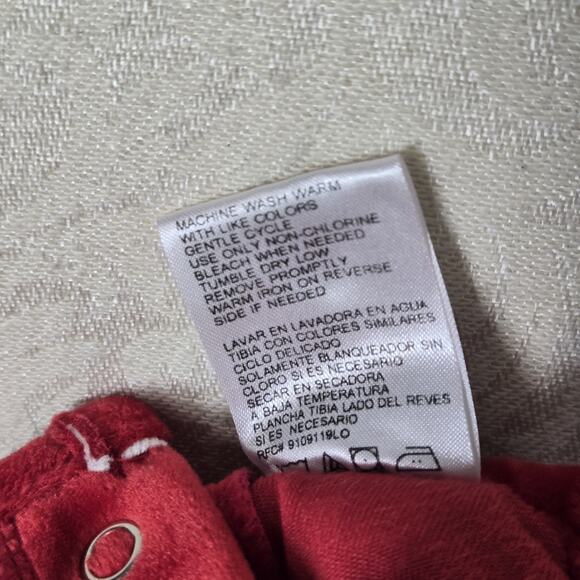 MACHINE WASH WARM
WITH LIKE COLORS
GENTLE CYCLE
USE ONLY NON-CHLORINE
BLEACH WHEN NEEDED
TUMBLE DRY LOW
REMOVE PROMPTLY
WARM IRON ON REVERSE
SIDE IF NEEDED
LAVAR EN LAVADORA EN AGUA
TIBIA CON COLORES SIMILARES
CICLO DELICADO
SOLAMENTE BLANQUEADOR SIN
CLORO SI ES NECESARIO
SECAR EN SECADORA
A BAJA TEMPERATURA
PLANCHA TIBIA LADO DEL REVES
SI ES NECESARIO
RFC# 9109119LO